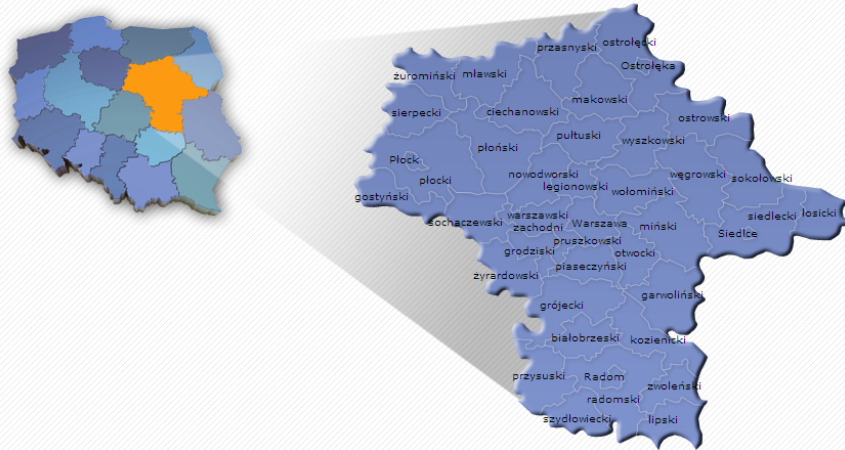 ostrołęcki
przasnyski
Ostrołęka
żuromiński
mławski
makowski
sierpecki
ciechanowski
ostrowski
pułtuski
wyszkowski
płoński
Płock
nowodworski
węgrowski
sokołowski
płocki
legionowski
wołomiński
gostyński
warszawski
zachodni
Warszawa
siedlecki
łosicki
sochaczewski
miński
Siedlce
pruszkowski
grodziski
otwocki
piaseczyński
żyrardowski
garwoliński
grójecki
białobrzeski
kozienicki
przysuski
Radom
zwoleński
radomski
szydłowiecki
lipski